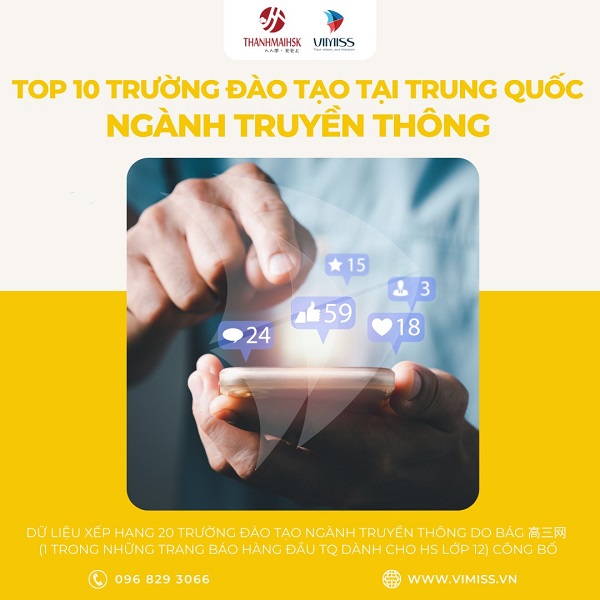 THANHMAIHSK
VIMISS
TOP 10 TRƯỜNG ĐÀO TẠO TẠI TRUNG QUỐC
NGÀNH TRUYỀN THÔNG
15
3
59
24
18
DỮ LIỆU XẾP HẠNG 20 TRƯỜNG ĐÀO TẠO NGÀNH TRUYỀN THÔNG DO BÁG 高三网
(1 TRONG NHỮNG TRANG BÁO HÀNG ĐẦU TQ DÀNH CHO HS LỚP 12) CÔNG BỐ
096 829 3066
WWW.VIMISS.VN